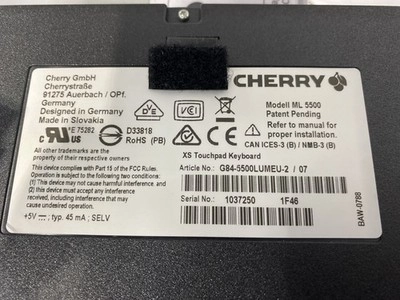 Cherry GmbH
Cherrystraße
91275 Auerbach / OPf.
Germany
Designed in Germany
Made in Slovakia
CHERRY
Modell ML 5500
Patent Pending
VDE
VCCI
Refer to manual for
proper installation.
CAN ICES-3 (B) / NMB-3 (B)
c UL US
E 75282
D33818
RoHS (PB)
All other trademarks are
property of their respective owners
XS Touchpad Keyboard
Article No.: G84-5500LUMEU-2 / 07
This device complies with Part 15 of the FCC Rules.
Operation is subject to the following two conditions:
(1) This device may not cause harmful interference, and
(2) this device must accept any interference
received, including interference that may
cause undesired operation.
Serial No.: 1037250 1F46
+5V ⎓; typ. 45 mA; SELV
BAW-0788